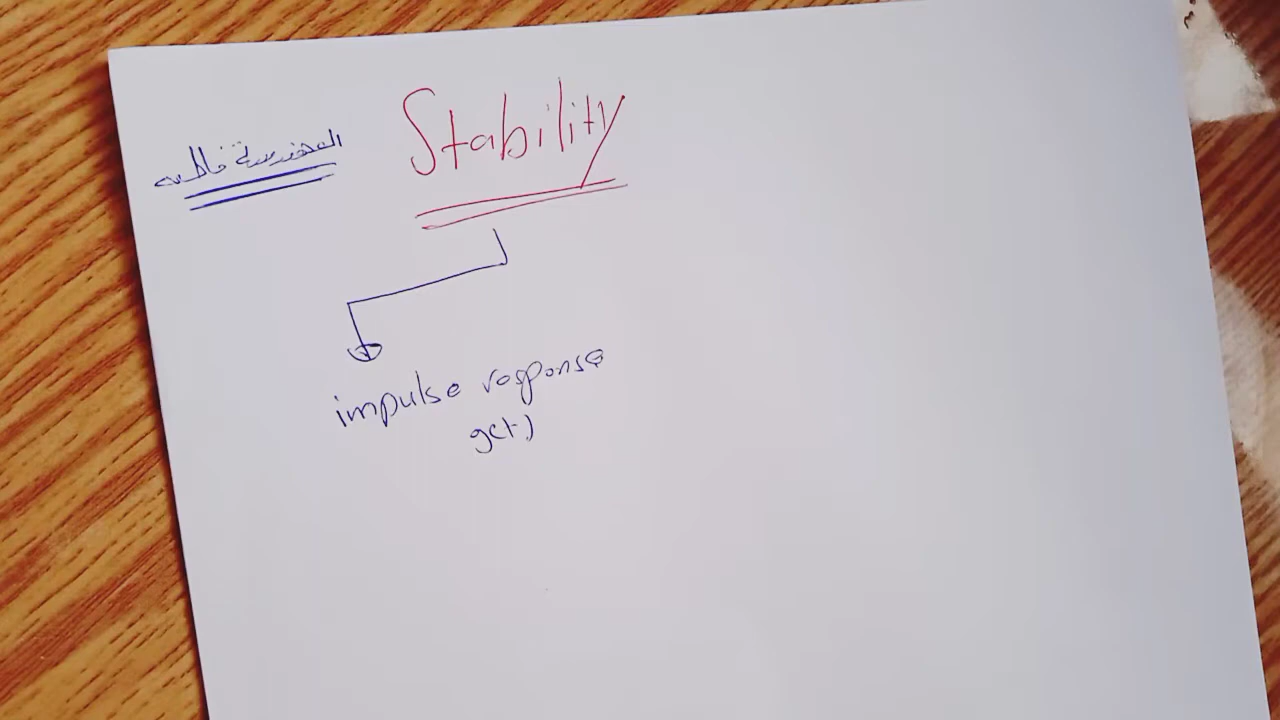 Stability
المهندسة فاطمه
impulse response
g(t)